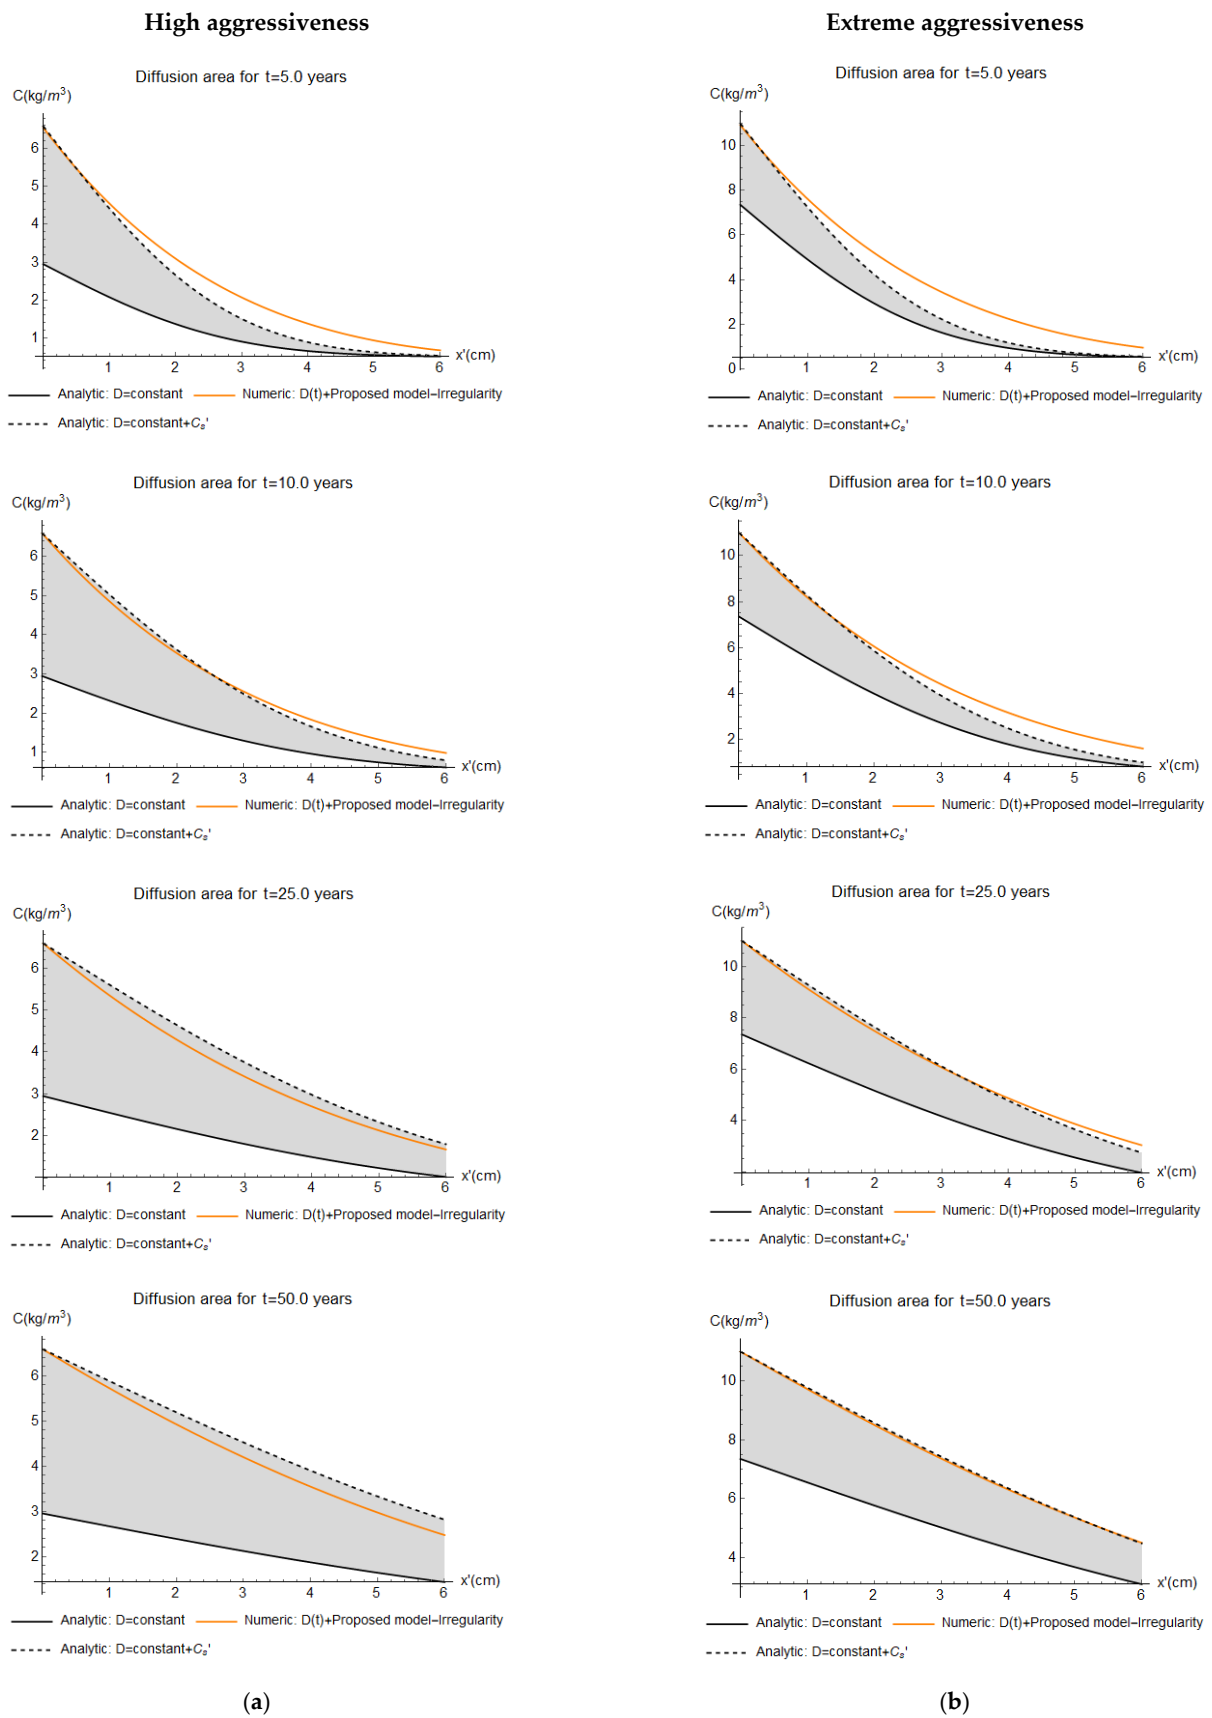 High aggressiveness
Extreme aggressiveness
Diffusion area for t=5.0 years
C(kg/m³)
6
5
4
3
2
1
1 2 3 4 5 6
x'(cm)
Analytic: D=constant Numeric: D(t)+Proposed model–Irregularity
Analytic: D=constant+Cₛ'
Diffusion area for t=5.0 years
C(kg/m³)
10
8
6
4
2
0
1 2 3 4 5 6
x'(cm)
Analytic: D=constant Numeric: D(t)+Proposed model–Irregularity
Analytic: D=constant+Cₛ'
Diffusion area for t=10.0 years
C(kg/m³)
6
5
4
3
2
1
1 2 3 4 5 6
x'(cm)
Analytic: D=constant Numeric: D(t)+Proposed model–Irregularity
Analytic: D=constant+Cₛ'
Diffusion area for t=10.0 years
C(kg/m³)
10
8
6
4
2
1 2 3 4 5 6
x'(cm)
Analytic: D=constant Numeric: D(t)+Proposed model–Irregularity
Analytic: D=constant+Cₛ'
Diffusion area for t=25.0 years
C(kg/m³)
6
5
4
3
2
1 2 3 4 5 6
x'(cm)
Analytic: D=constant Numeric: D(t)+Proposed model–Irregularity
Analytic: D=constant+Cₛ'
Diffusion area for t=25.0 years
C(kg/m³)
10
8
6
4
1 2 3 4 5 6
x'(cm)
Analytic: D=constant Numeric: D(t)+Proposed model–Irregularity
Analytic: D=constant+Cₛ'
Diffusion area for t=50.0 years
C(kg/m³)
6
5
4
3
2
1 2 3 4 5 6
x'(cm)
Analytic: D=constant Numeric: D(t)+Proposed model–Irregularity
Analytic: D=constant+Cₛ'
Diffusion area for t=50.0 years
C(kg/m³)
10
8
6
4
1 2 3 4 5 6
x'(cm)
Analytic: D=constant Numeric: D(t)+Proposed model–Irregularity
Analytic: D=constant+Cₛ'
(a)
(b)